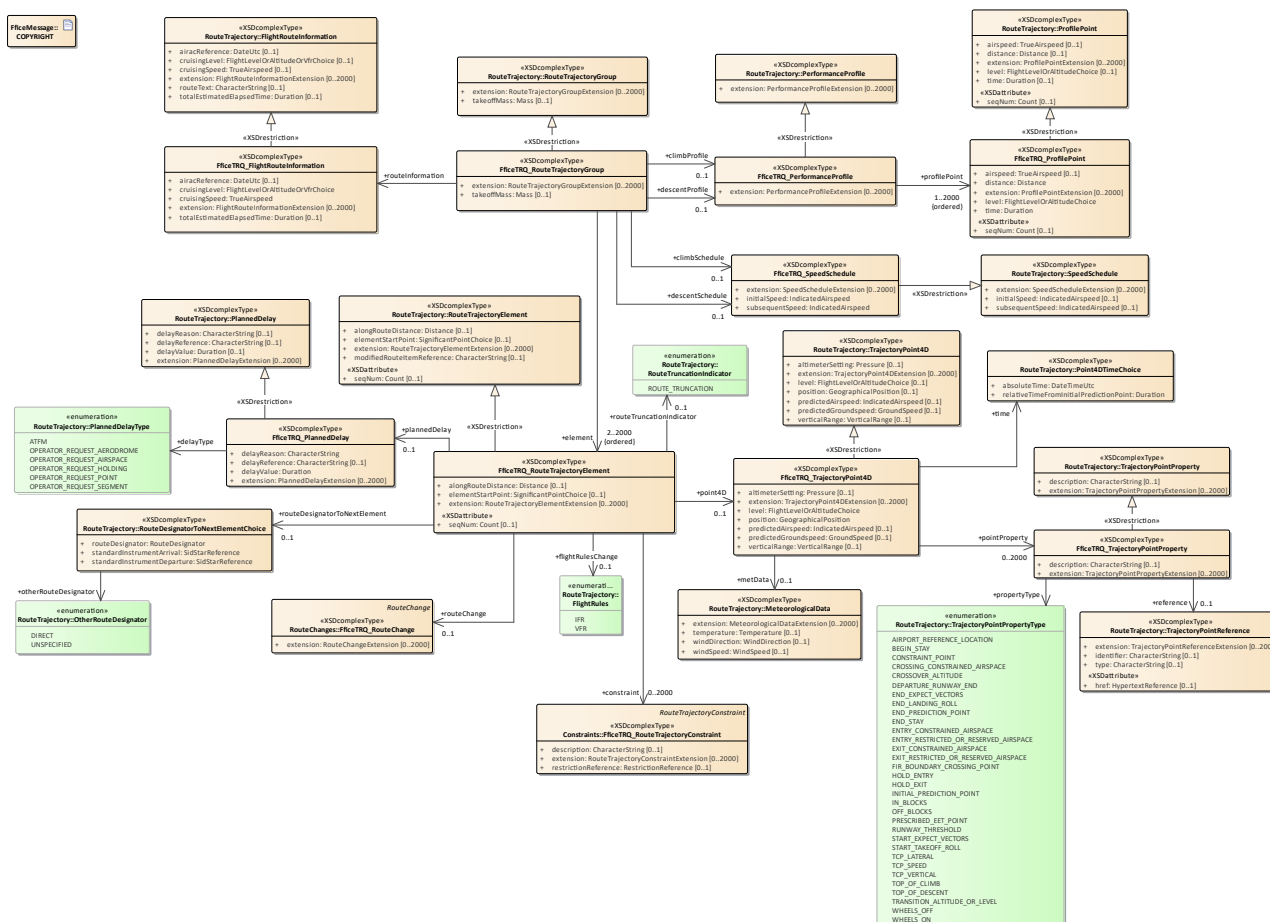 FficeMessage::
COPYRIGHT
«XSDcomplexType»
RouteTrajectory::FlightRouteInformation
+ airacReference: DateUtc [0..1]
+ cruisingLevel: FlightLevelOrAltitudeOrVfrChoice [0..1]
+ cruisingSpeed: TrueAirspeed [0..1]
+ extension: FlightRouteInformationExtension [0..2000]
+ routeText: CharacterString [0..1]
+ totalEstimatedElapsedTime: Duration [0..1]
«XSDcomplexType»
RouteTrajectory::RouteTrajectoryGroup
+ extension: RouteTrajectoryGroupExtension [0..2000]
+ takeoffMass: Mass [0..1]
«XSDcomplexType»
RouteTrajectory::PerformanceProfile
+ extension: PerformanceProfileExtension [0..2000]
«XSDcomplexType»
RouteTrajectory::ProfilePoint
+ airspeed: TrueAirspeed [0..1]
+ distance: Distance [0..1]
+ extension: ProfilePointExtension [0..2000]
+ level: FlightLevelOrAltitudeChoice [0..1]
+ time: Duration [0..1]
«XSDattribute»
+ seqNum: Count [0..1]
«XSDrestriction»
«XSDrestriction»
«XSDrestriction»
«XSDrestriction»
«XSDcomplexType»
FficeTRQ_FlightRouteInformation
+ airacReference: DateUtc [0..1]
+ cruisingLevel: FlightLevelOrAltitudeOrVfrChoice
+ cruisingSpeed: TrueAirspeed
+ extension: FlightRouteInformationExtension [0..2000]
+ totalEstimatedElapsedTime: Duration [0..1]
+routeInformation
«XSDcomplexType»
FficeTRQ_RouteTrajectoryGroup
+ extension: RouteTrajectoryGroupExtension [0..2000]
+ takeoffMass: Mass [0..1]
+climbProfile
0..1
+descentProfile
0..1
«XSDcomplexType»
FficeTRQ_PerformanceProfile
+ extension: PerformanceProfileExtension [0..2000]
+profilePoint
1..2000
{ordered}
«XSDcomplexType»
FficeTRQ_ProfilePoint
+ airspeed: TrueAirspeed [0..1]
+ distance: Distance
+ extension: ProfilePointExtension [0..2000]
+ level: FlightLevelOrAltitudeChoice
+ time: Duration
«XSDattribute»
+ seqNum: Count [0..1]
+climbSchedule
0..1
+descentSchedule
0..1
«XSDcomplexType»
FficeTRQ_SpeedSchedule
+ extension: SpeedScheduleExtension [0..2000]
+ initialSpeed: IndicatedAirspeed
+ subsequentSpeed: IndicatedAirspeed
«XSDrestriction»
«XSDcomplexType»
RouteTrajectory::SpeedSchedule
+ extension: SpeedScheduleExtension [0..2000]
+ initialSpeed: IndicatedAirspeed [0..1]
+ subsequentSpeed: IndicatedAirspeed [0..1]
«XSDcomplexType»
RouteTrajectory::PlannedDelay
+ delayReason: CharacterString [0..1]
+ delayReference: CharacterString [0..1]
+ delayValue: Duration [0..1]
+ extension: PlannedDelayExtension [0..2000]
«XSDcomplexType»
RouteTrajectory::RouteTrajectoryElement
+ alongRouteDistance: Distance [0..1]
+ elementStartPoint: SignificantPointChoice [0..1]
+ extension: RouteTrajectoryElementExtension [0..2000]
+ modifiedRouteItemReference: CharacterString [0..1]
«XSDattribute»
+ seqNum: Count [0..1]
«enumeration»
RouteTrajectory::
RouteTruncationIndicator
ROUTE_TRUNCATION
0..1
+routeTruncationIndicator
«XSDcomplexType»
RouteTrajectory::TrajectoryPoint4D
+ altimeterSetting: Pressure [0..1]
+ extension: TrajectoryPoint4DExtension [0..2000]
+ level: FlightLevelOrAltitudeChoice [0..1]
+ position: GeographicalPosition [0..1]
+ predictedAirspeed: IndicatedAirspeed [0..1]
+ predictedGroundspeed: GroundSpeed [0..1]
+ verticalRange: VerticalRange [0..1]
«XSDcomplexType»
RouteTrajectory::Point4DTimeChoice
+ absoluteTime: DateTimeUtc
+ relativeTimeFromInitialPredictionPoint: Duration
+time
«XSDrestriction»
«XSDrestriction»
«XSDrestriction»
«enumeration»
RouteTrajectory::PlannedDelayType
ATFM
OPERATOR_REQUEST_AERODROME
OPERATOR_REQUEST_AIRSPACE
OPERATOR_REQUEST_HOLDING
OPERATOR_REQUEST_POINT
OPERATOR_REQUEST_SEGMENT
+delayType
«XSDcomplexType»
FficeTRQ_PlannedDelay
+ delayReason: CharacterString
+ delayReference: CharacterString [0..1]
+ delayValue: Duration
+ extension: PlannedDelayExtension [0..2000]
+plannedDelay
0..1
+element
2..2000
{ordered}
«XSDcomplexType»
FficeTRQ_RouteTrajectoryElement
+ alongRouteDistance: Distance [0..1]
+ elementStartPoint: SignificantPointChoice [0..1]
+ extension: RouteTrajectoryElementExtension [0..2000]
«XSDattribute»
+ seqNum: Count [0..1]
+point4D
0..1
«XSDcomplexType»
FficeTRQ_TrajectoryPoint4D
+ altimeterSetting: Pressure [0..1]
+ extension: TrajectoryPoint4DExtension [0..2000]
+ level: FlightLevelOrAltitudeChoice
+ position: GeographicalPosition
+ predictedAirspeed: IndicatedAirspeed [0..1]
+ predictedGroundspeed: GroundSpeed [0..1]
+ verticalRange: VerticalRange [0..1]
«XSDcomplexType»
RouteTrajectory::TrajectoryPointProperty
+ description: CharacterString [0..1]
+ extension: TrajectoryPointPropertyExtension [0..2000]
«XSDrestriction»
+pointProperty
0..2000
«XSDcomplexType»
FficeTRQ_TrajectoryPointProperty
+ description: CharacterString [0..1]
+ extension: TrajectoryPointPropertyExtension [0..2000]
«XSDcomplexType»
RouteTrajectory::RouteDesignatorToNextElementChoice
+ routeDesignator: RouteDesignator
+ standardInstrumentArrival: SidStarReference
+ standardInstrumentDeparture: SidStarReference
+routeDesignatorToNextElement
0..1
+otherRouteDesignator
«enumeration»
RouteTrajectory::OtherRouteDesignator
DIRECT
UNSPECIFIED
RouteChange
«XSDcomplexType»
RouteChanges::FficeTRQ_RouteChange
+ extension: RouteChangeExtension [0..2000]
+routeChange
0..1
+flightRulesChange
0..1
«enumerati...
RouteTrajectory::
FlightRules
IFR
VFR
+metData
0..1
«XSDcomplexType»
RouteTrajectory::MeteorologicalData
+ extension: MeteorologicalDataExtension [0..2000]
+ temperature: Temperature [0..1]
+ windDirection: WindDirection [0..1]
+ windSpeed: WindSpeed [0..1]
+propertyType
«enumeration»
RouteTrajectory::TrajectoryPointPropertyType
AIRPORT_REFERENCE_LOCATION
BEGIN_STAY
CONSTRAINT_POINT
CROSSING_CONSTRAINED_AIRSPACE
CROSSOVER_ALTITUDE
DEPARTURE_RUNWAY_END
END_EXPECT_VECTORS
END_LANDING_ROLL
END_PREDICTION_POINT
END_STAY
ENTRY_CONSTRAINED_AIRSPACE
ENTRY_RESTRICTED_OR_RESERVED_AIRSPACE
EXIT_CONSTRAINED_AIRSPACE
EXIT_RESTRICTED_OR_RESERVED_AIRSPACE
FIR_BOUNDARY_CROSSING_POINT
HOLD_ENTRY
HOLD_EXIT
INITIAL_PREDICTION_POINT
IN_BLOCKS
OFF_BLOCKS
PRESCRIBED_EET_POINT
RUNWAY_THRESHOLD
START_EXPECT_VECTORS
START_TAKEOFF_ROLL
TCP_LATERAL
TCP_SPEED
TCP_VERTICAL
TOP_OF_CLIMB
TOP_OF_DESCENT
TRANSITION_ALTITUDE_OR_LEVEL
WHEELS_OFF
WHEELS_ON
+reference
0..1
«XSDcomplexType»
RouteTrajectory::TrajectoryPointReference
+ extension: TrajectoryPointReferenceExtension [0..200
+ identifier: CharacterString [0..1]
+ type: CharacterString [0..1]
«XSDattribute»
+ href: HypertextReference [0..1]
+constraint
0..2000
RouteTrajectoryConstraint
«XSDcomplexType»
Constraints::FficeTRQ_RouteTrajectoryConstraint
+ description: CharacterString [0..1]
+ extension: RouteTrajectoryConstraintExtension [0..2000]
+ restrictionReference: RestrictionReference [0..1]